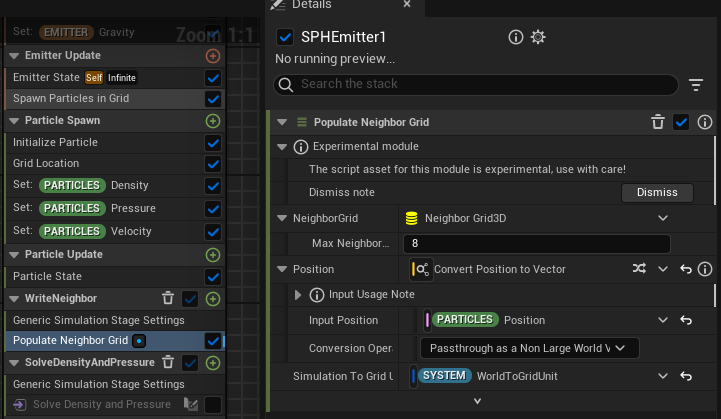 Set: EMITTER Gravity
Zoom 1:1
Emitter Update
Emitter State Self Infinite
Spawn Particles in Grid
Particle Spawn
Initialize Particle
Grid Location
Set: PARTICLES Density
Set: PARTICLES Pressure
Set: PARTICLES Velocity
Particle Update
Particle State
WriteNeighbor
Generic Simulation Stage Settings
Populate Neighbor Grid
SolveDensityAndPressure
Generic Simulation Stage Settings
Solve Density and Pressure
Details
SPHEmitter1
No running preview...
Search the stack
Populate Neighbor Grid
Experimental module
The script asset for this module is experimental, use with care!
Dismiss note Dismiss
NeighborGrid Neighbor Grid3D
Max Neighbor... 8
Position Convert Position to Vector
Input Usage Note
Input Position PARTICLES Position
Conversion Oper Passthrough as a Non Large World V
Simulation To Grid U SYSTEM WorldToGridUnit